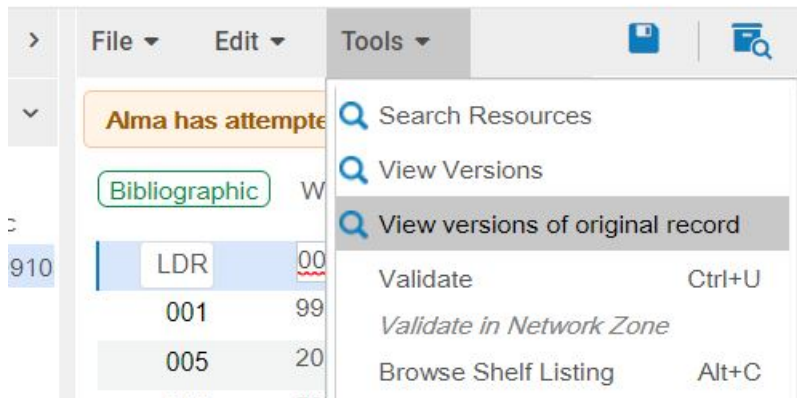 File Edit Tools
Alma has attempte
Search Resources
Bibliographic W
View Versions
View versions of original record
910
LDR 00
Validate Ctrl+U
001 99
Validate in Network Zone
005 20
Browse Shelf Listing Alt+C